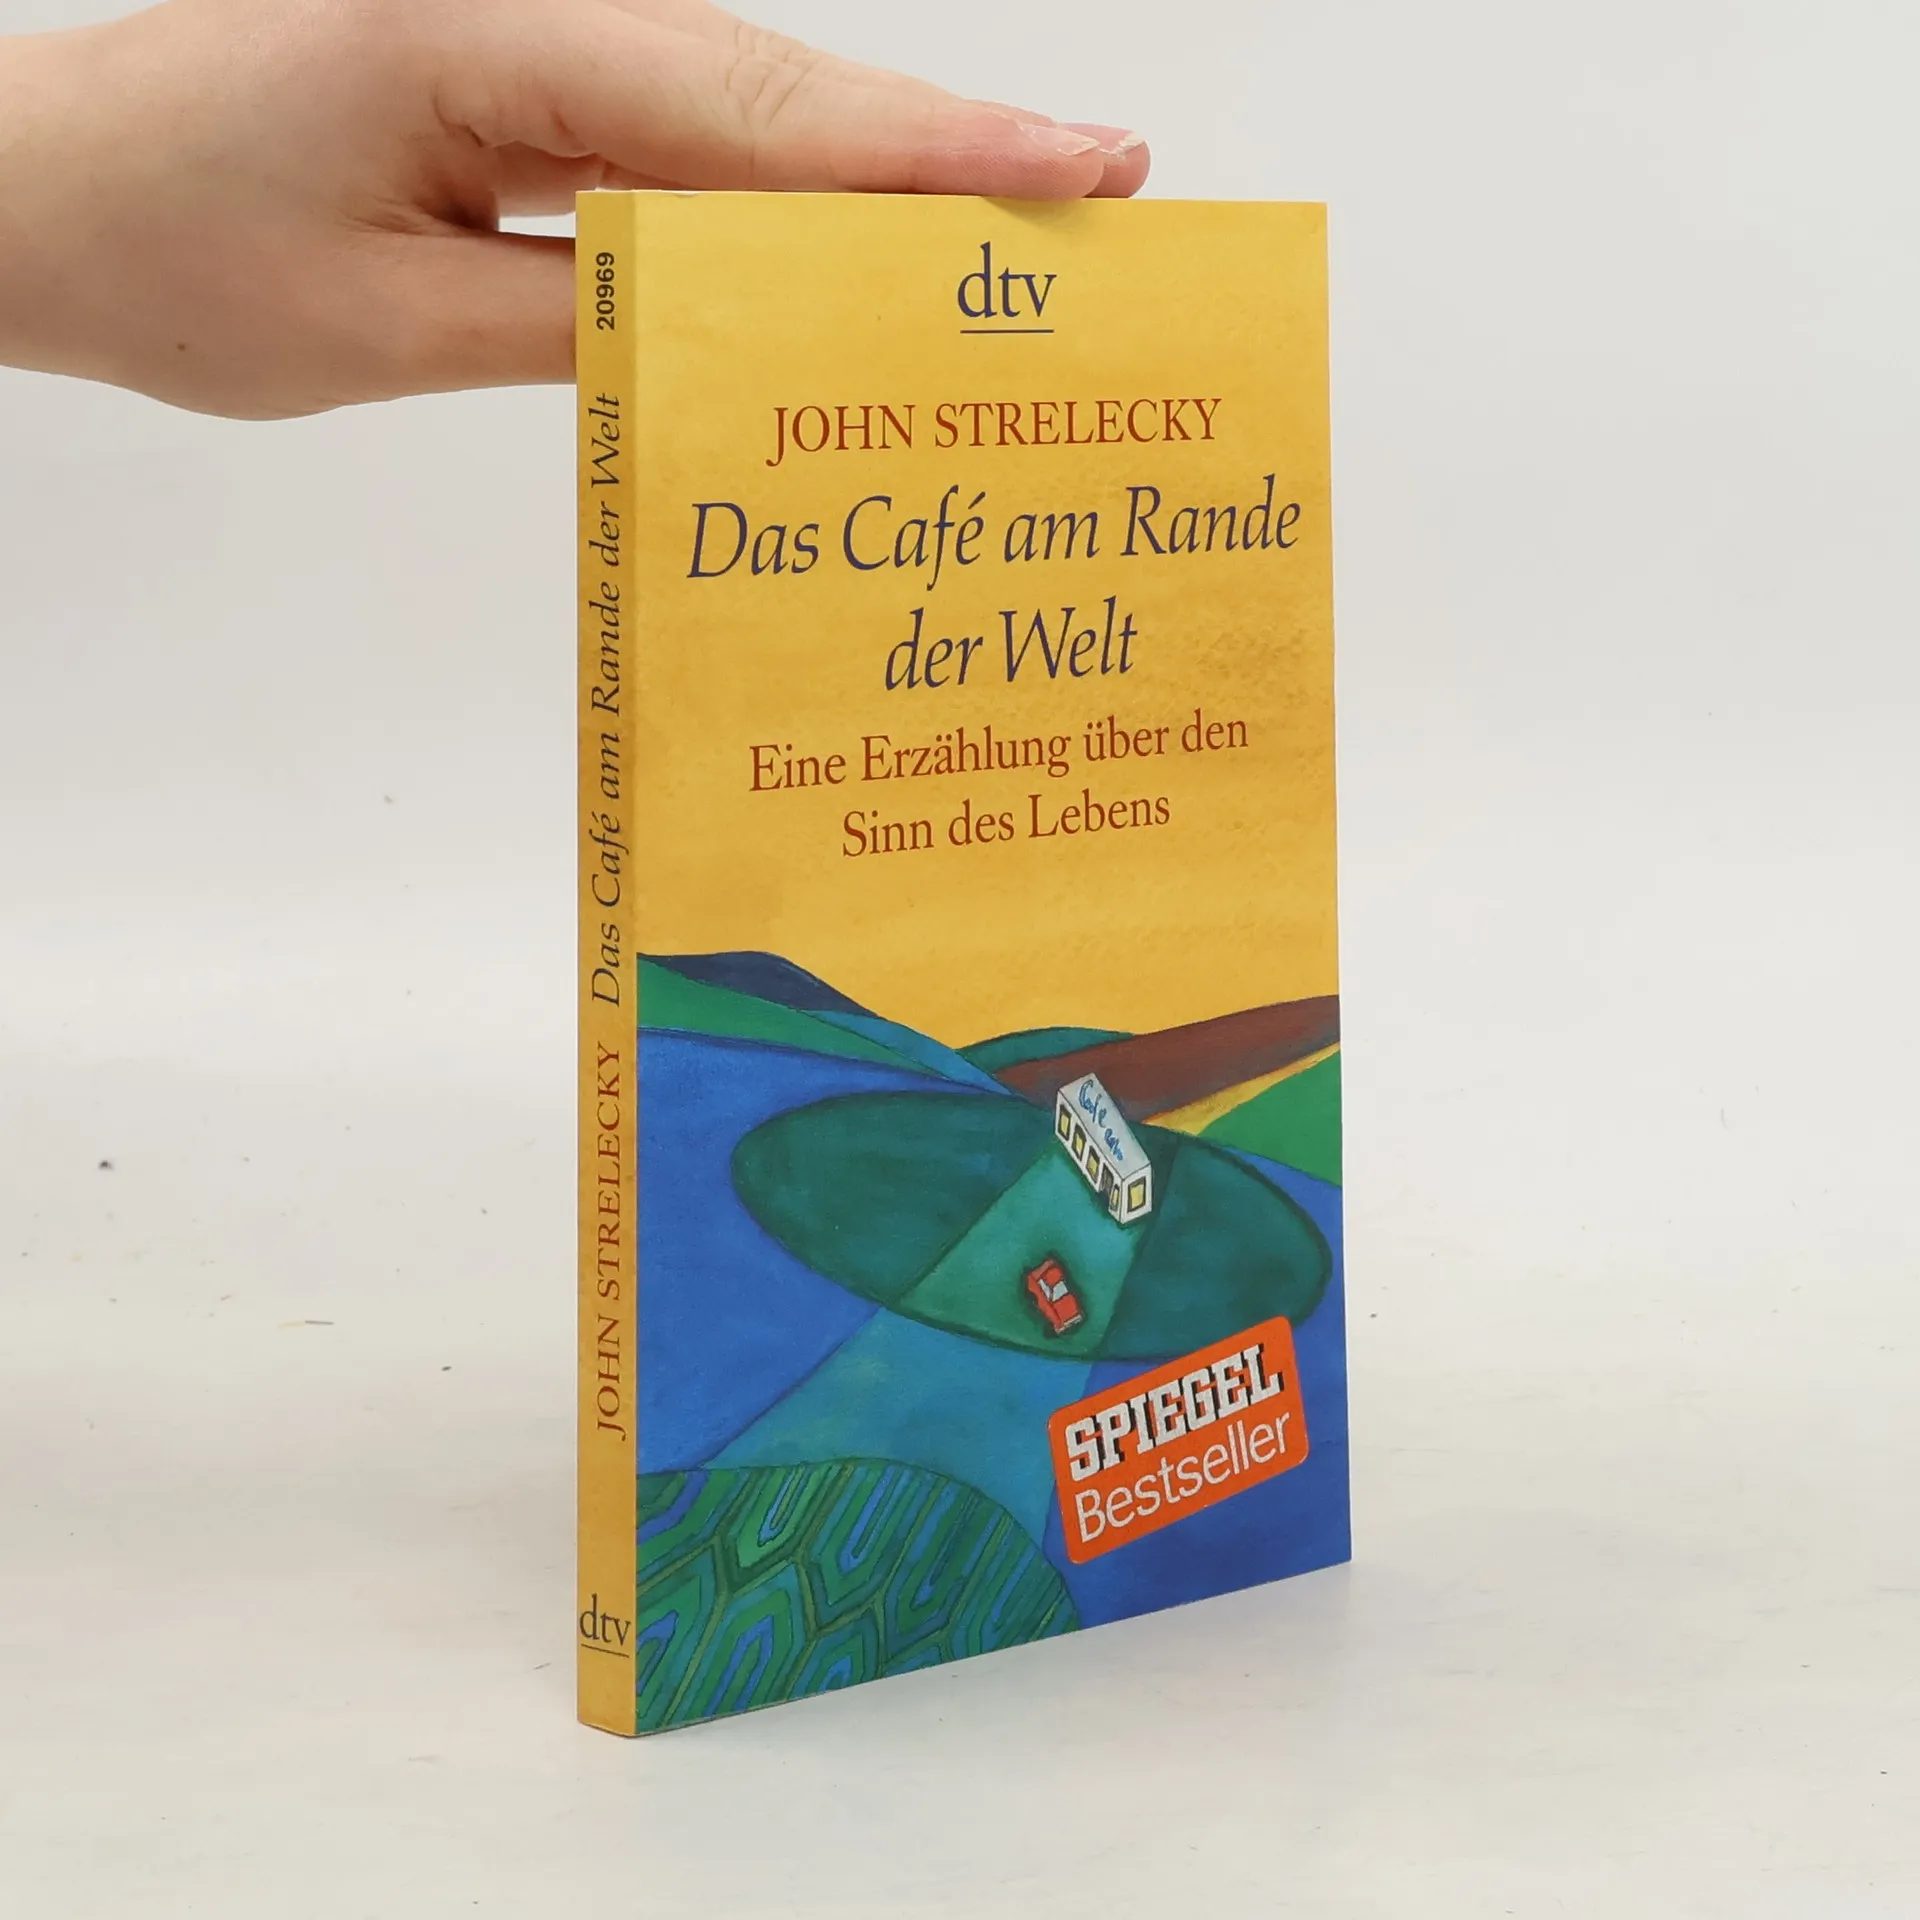 20969
JOHN STRELECKY Das Café am Rande der Welt
dtv
dtv
JOHN STRELECKY
Das Café am Rande
der Welt
Eine Erzählung über den
Sinn des Lebens
SPIEGEL
Bestseller